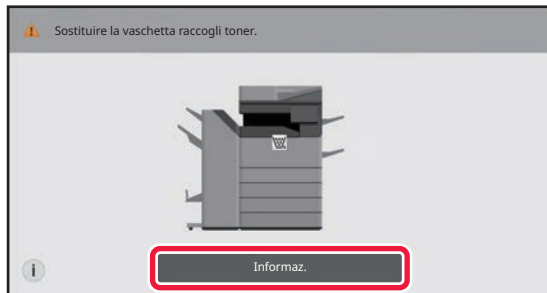 Sostituire la vaschetta raccogli toner.
i
Informaz.